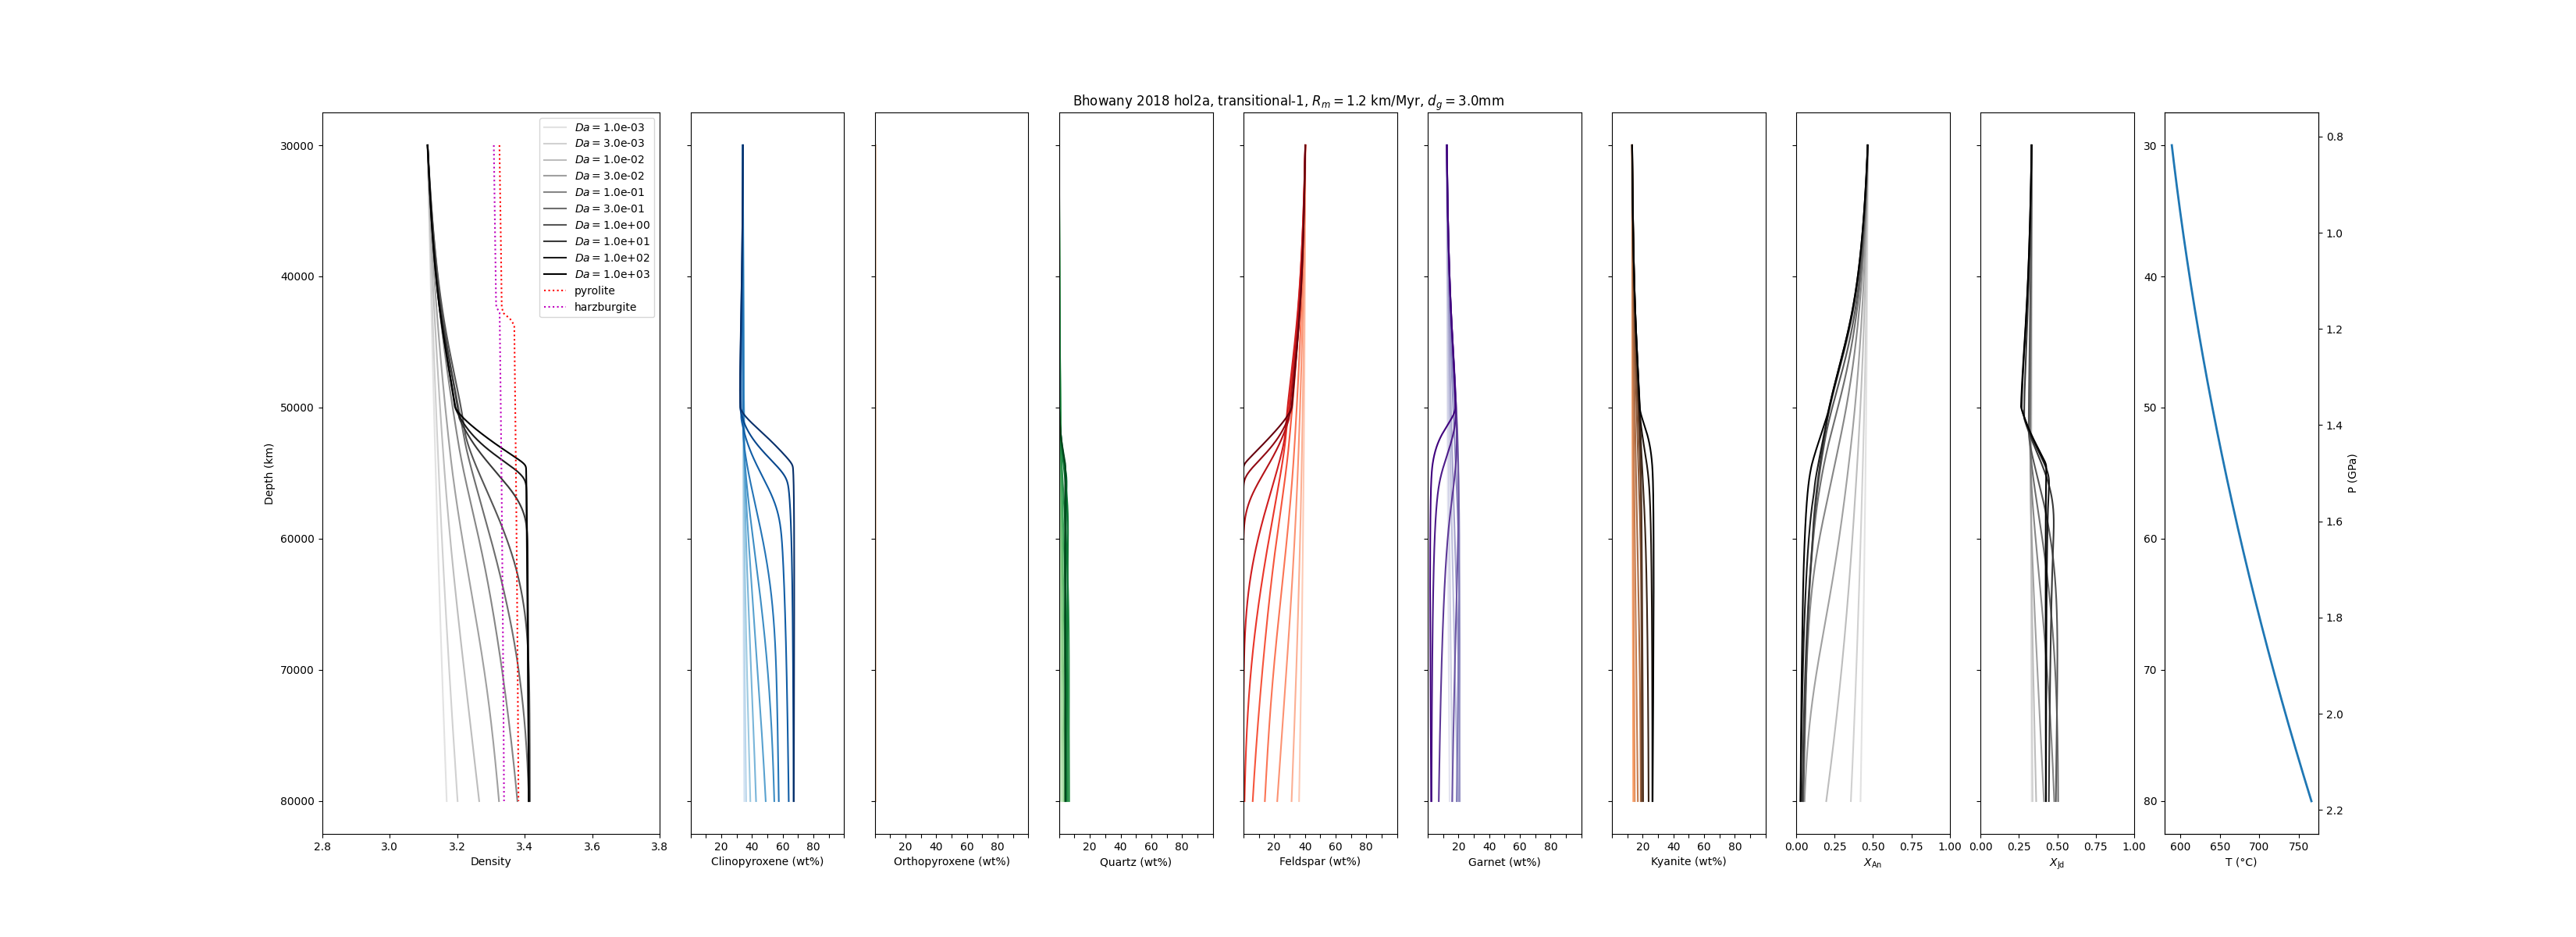 Bhowany 2018 hol2a, transitional-1, $R_m = 1.2$ km/Myr, $d_g = 3.0$mm
Da = 1.0e-03
Da = 3.0e-03
Da = 1.0e-02
Da = 3.0e-02
Da = 1.0e-01
Da = 3.0e-01
Da = 1.0e+00
Da = 1.0e+01
Da = 1.0e+02
Da = 1.0e+03
pyrolite
harzburgite
30000
40000
50000
60000
70000
80000
Depth (km)
2.8 3.0 3.2 3.4 3.6 3.8
Density
20 40 60 80
Clinopyroxene (wt%)
20 40 60 80
Orthopyroxene (wt%)
20 40 60 80
Quartz (wt%)
20 40 60 80
Feldspar (wt%)
20 40 60 80
Garnet (wt%)
20 40 60 80
Kyanite (wt%)
0.00 0.25 0.50 0.75 1.00
$X_{An}$
0.00 0.25 0.50 0.75 1.00
$X_{Jd}$
30
40
50
60
70
80
600 650 700 750
T (°C)
0.8
1.0
1.2
1.4
1.6
1.8
2.0
2.2
P (GPa)